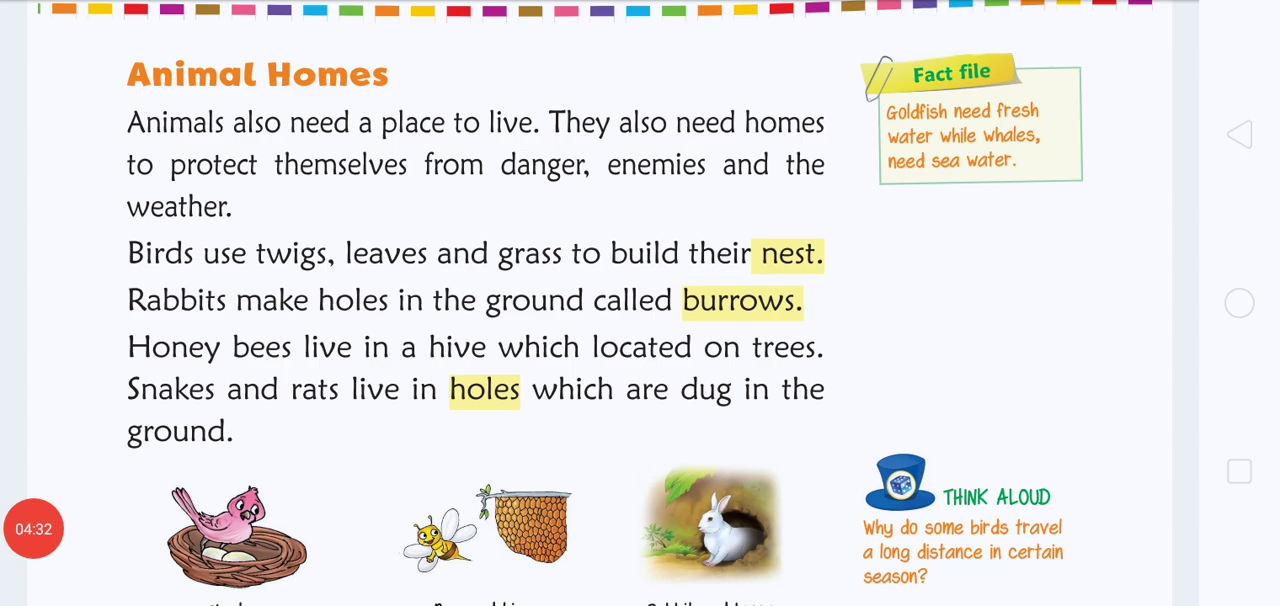 Animal Homes
Animals also need a place to live. They also need homes
to protect themselves from danger, enemies and the
weather.
Birds use twigs, leaves and grass to build their nest.
Rabbits make holes in the ground called burrows.
Honey bees live in a hive which located on trees.
Snakes and rats live in holes which are dug in the
ground.
Fact file
Goldfish need fresh
water while whales,
need sea water.
THINK ALOUD
Why do some birds travel
a long distance in certain
season?
04:32